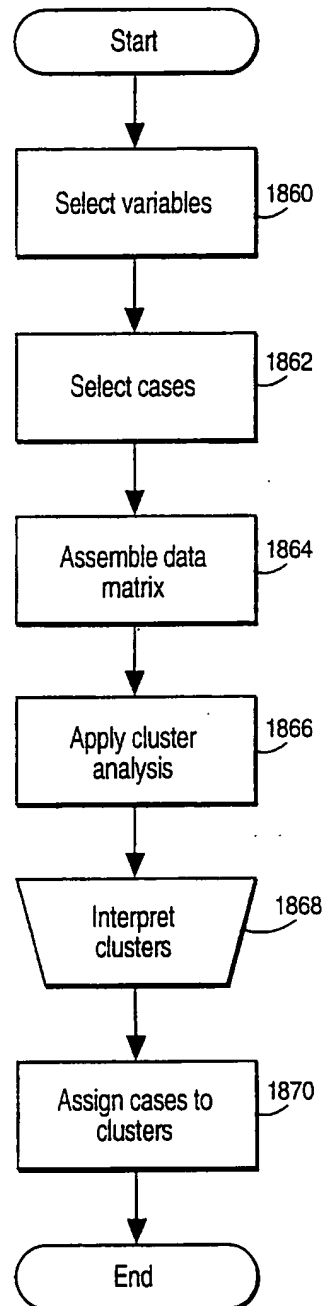 Start
Select variables
1860
Select cases
1862
Assemble data
matrix
1864
Apply cluster
analysis
1866
Interpret
clusters
1868
Assign cases to
clusters
1870
End